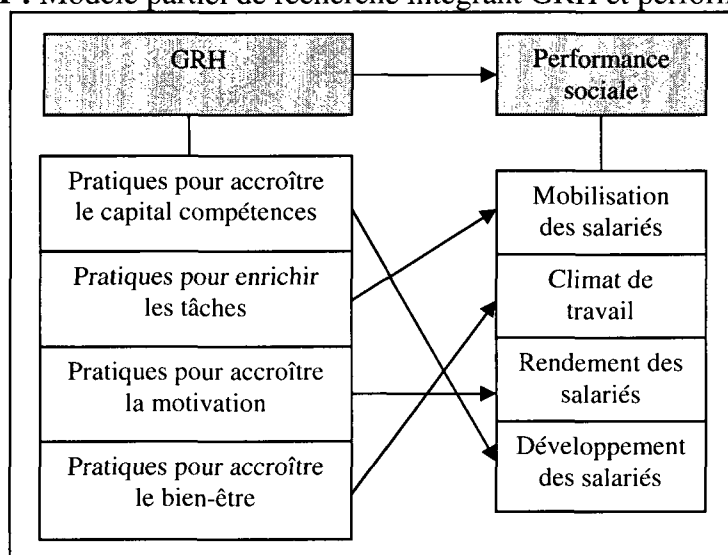 : Modèle partiel de recherche intégrant GRH et perform
GRH
Performance
sociale
Pratiques pour accroître
le capital compétences
Pratiques pour enrichir
les tâches
Pratiques pour accroître
la motivation
Pratiques pour accroître
le bien-être
Mobilisation
des salariés
Climat de
travail
Rendement des
salariés
Développement
des salariés